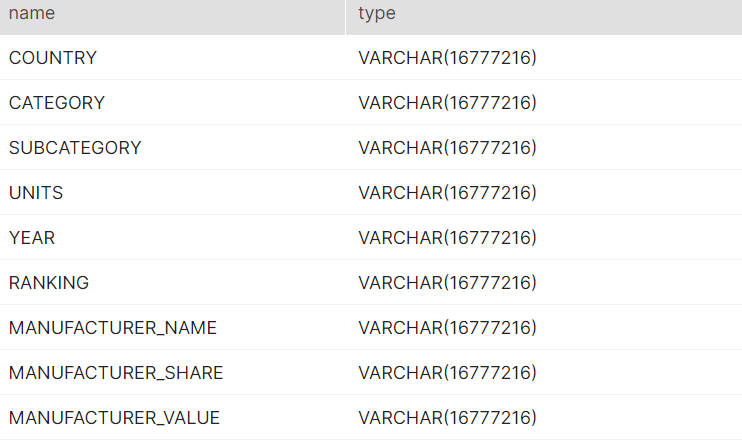 name type
COUNTRY VARCHAR(16777216)
CATEGORY VARCHAR(16777216)
SUBCATEGORY VARCHAR(16777216)
UNITS VARCHAR(16777216)
YEAR VARCHAR(16777216)
RANKING VARCHAR(16777216)
MANUFACTURER_NAME VARCHAR(16777216)
MANUFACTURER_SHARE VARCHAR(16777216)
MANUFACTURER_VALUE VARCHAR(16777216)